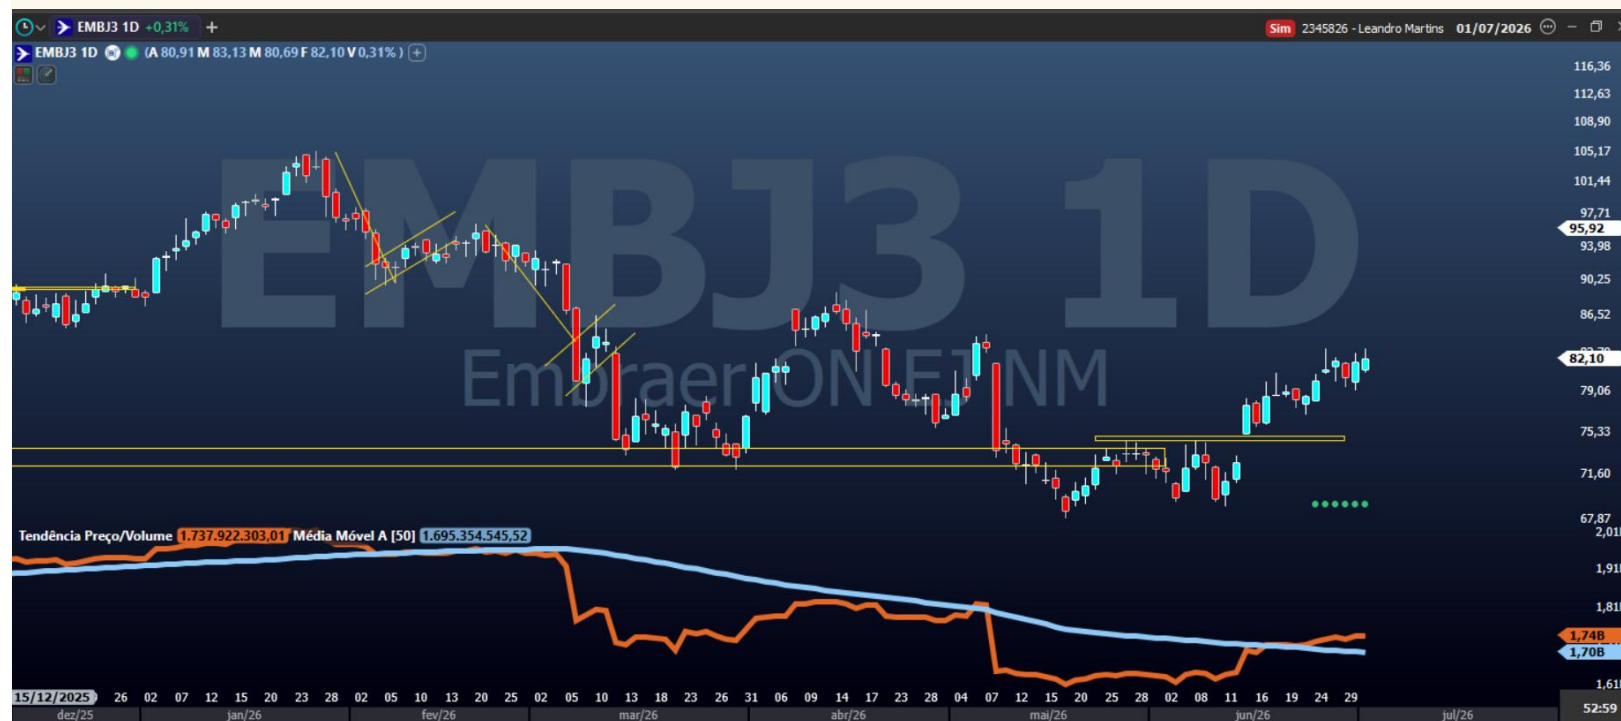 EMBJ3 1D +0,31% +
Sim 2345826 - Leandro Martins 01/07/2026
EMBJ3 1D (A 80,91 M 83,13 M 80,69 F 82,10 V 0,31% )
EMBJ3 1D
Embraer ON EJ NM
116,36
112,63
108,90
105,17
101,44
97,71
95,92
93,98
90,25
86,52
82,10
79,06
75,33
71,60
67,87
Tendência Preço/Volume 1.737.922.303,01 Média Móvel A [50] 1.695.354.545,52
2,01
1,91
1,81
1,74B
1,70B
1,61
15/12/2025 26 02 07 12 15 20 23 28 02 05 10 13 20 25 02 05 10 13 18 23 26 31 06 09 14 17 23 28 04 07 12 15 20 25 28 02 08 11 16 19 24 29
52:59
dez/25 jan/26 fev/26 mar/26 abr/26 mai/26 jun/26 jul/26